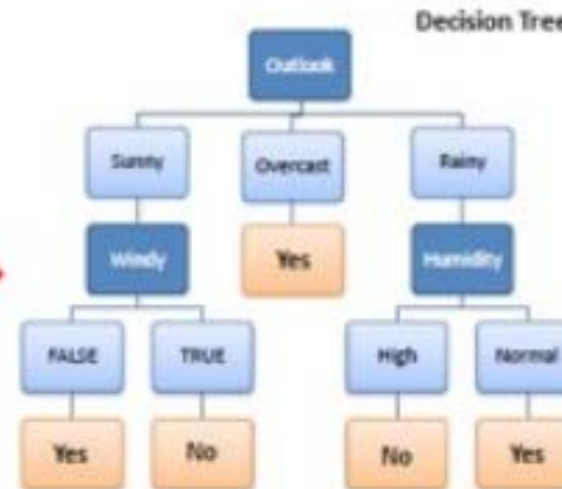 Decision Tree
Outlook
Sunny Overcast Rainy
Windy Yes Humidity
FALSE TRUE High Normal
Yes No No Yes